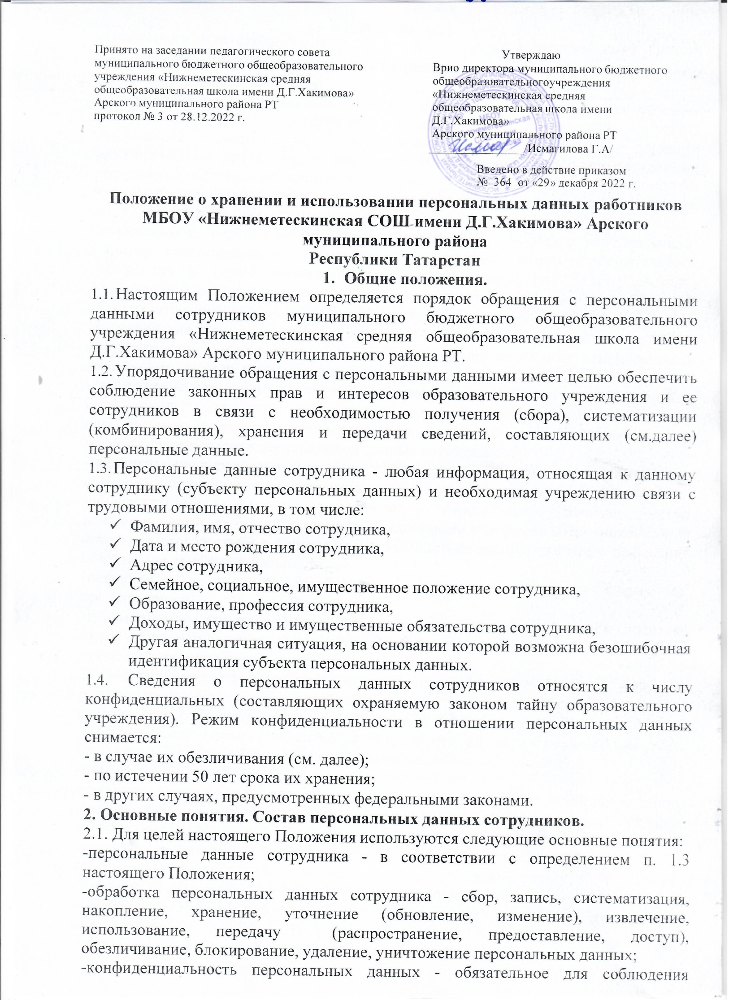 Принято на заседании педагогического совета
муниципального бюджетного общеобразовательного
учреждения «Нижнеметескинская средняя
общеобразовательная школа имени Д.Г.Хакимова»
Арского муниципального района РТ
протокол № 3 от 28.12.2022 г.
Утверждаю
Врио директора муниципального бюджетного
общеобразовательногоучреждения
«Нижнеметескинская средняя
общеобразовательная школа имени
Д.Г.Хакимова»
Арского муниципального района РТ
________________/Исмагилова Г.А/
Введено в действие приказом
№ 364 от «29» декабря 2022 г.
Положение о хранении и использовании персональных данных работников
МБОУ «Нижнеметескинская СОШ имени Д.Г.Хакимова» Арского
муниципального района
Республики Татарстан
1. Общие положения.
1.1. Настоящим Положением определяется порядок обращения с персональными
данными сотрудников муниципального бюджетного общеобразовательного
учреждения «Нижнеметескинская средняя общеобразовательная школа имени
Д.Г.Хакимова» Арского муниципального района РТ.
1.2. Упорядочивание обращения с персональными данными имеет целью обеспечить
соблюдение законных прав и интересов образовательного учреждения и ее
сотрудников в связи с необходимостью получения (сбора), систематизации
(комбинирования), хранения и передачи сведений, составляющих (см.далее)
персональные данные.
1.3. Персональные данные сотрудника - любая информация, относящая к данному
сотруднику (субъекту персональных данных) и необходимая учреждению связи с
трудовыми отношениями, в том числе:
✓ Фамилия, имя, отчество сотрудника,
✓ Дата и место рождения сотрудника,
✓ Адрес сотрудника,
✓ Семейное, социальное, имущественное положение сотрудника,
✓ Образование, профессия сотрудника,
✓ Доходы, имущество и имущественные обязательства сотрудника,
✓ Другая аналогичная ситуация, на основании которой возможна безошибочная
идентификация субъекта персональных данных.
1.4. Сведения о персональных данных сотрудников относятся к числу
конфиденциальных (составляющих охраняемую законом тайну образовательного
учреждения). Режим конфиденциальности в отношении персональных данных
снимается:
- в случае их обезличивания (см. далее);
- по истечении 50 лет срока их хранения;
- в других случаях, предусмотренных федеральными законами.
2. Основные понятия. Состав персональных данных сотрудников.
2.1. Для целей настоящего Положения используются следующие основные понятия:
-персональные данные сотрудника - в соответствии с определением п. 1.3
настоящего Положения;
-обработка персональных данных сотрудника - сбор, запись, систематизация,
накопление, хранение, уточнение (обновление, изменение), извлечение,
использование, передачу (распространение, предоставление, доступ),
обезличивание, блокирование, удаление, уничтожение персональных данных;
-конфиденциальность персональных данных - обязательное для соблюдения